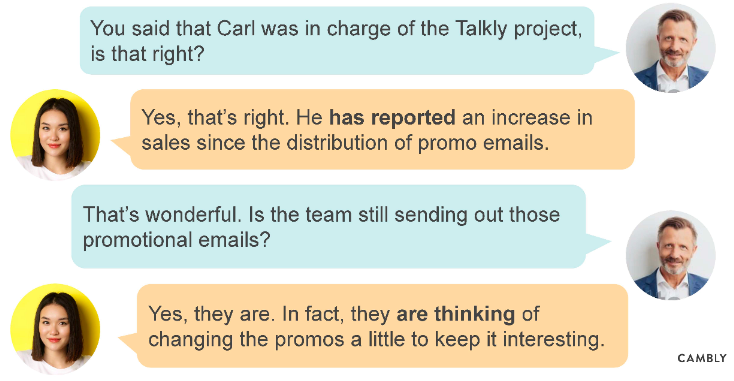 You said that Carl was in charge of the Talkly project,
is that right?
Yes, that’s right. He has reported an increase in
sales since the distribution of promo emails.
That’s wonderful. Is the team still sending out those
promotional emails?
Yes, they are. In fact, they are thinking of
changing the promos a little to keep it interesting.
CAMBLY